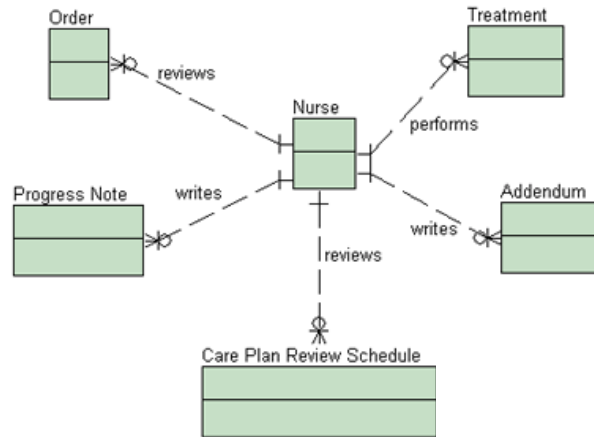 Order
Treatment
reviews
Nurse
performs
Progress Note
writes
Addendum
writes
reviews
Care Plan Review Schedule